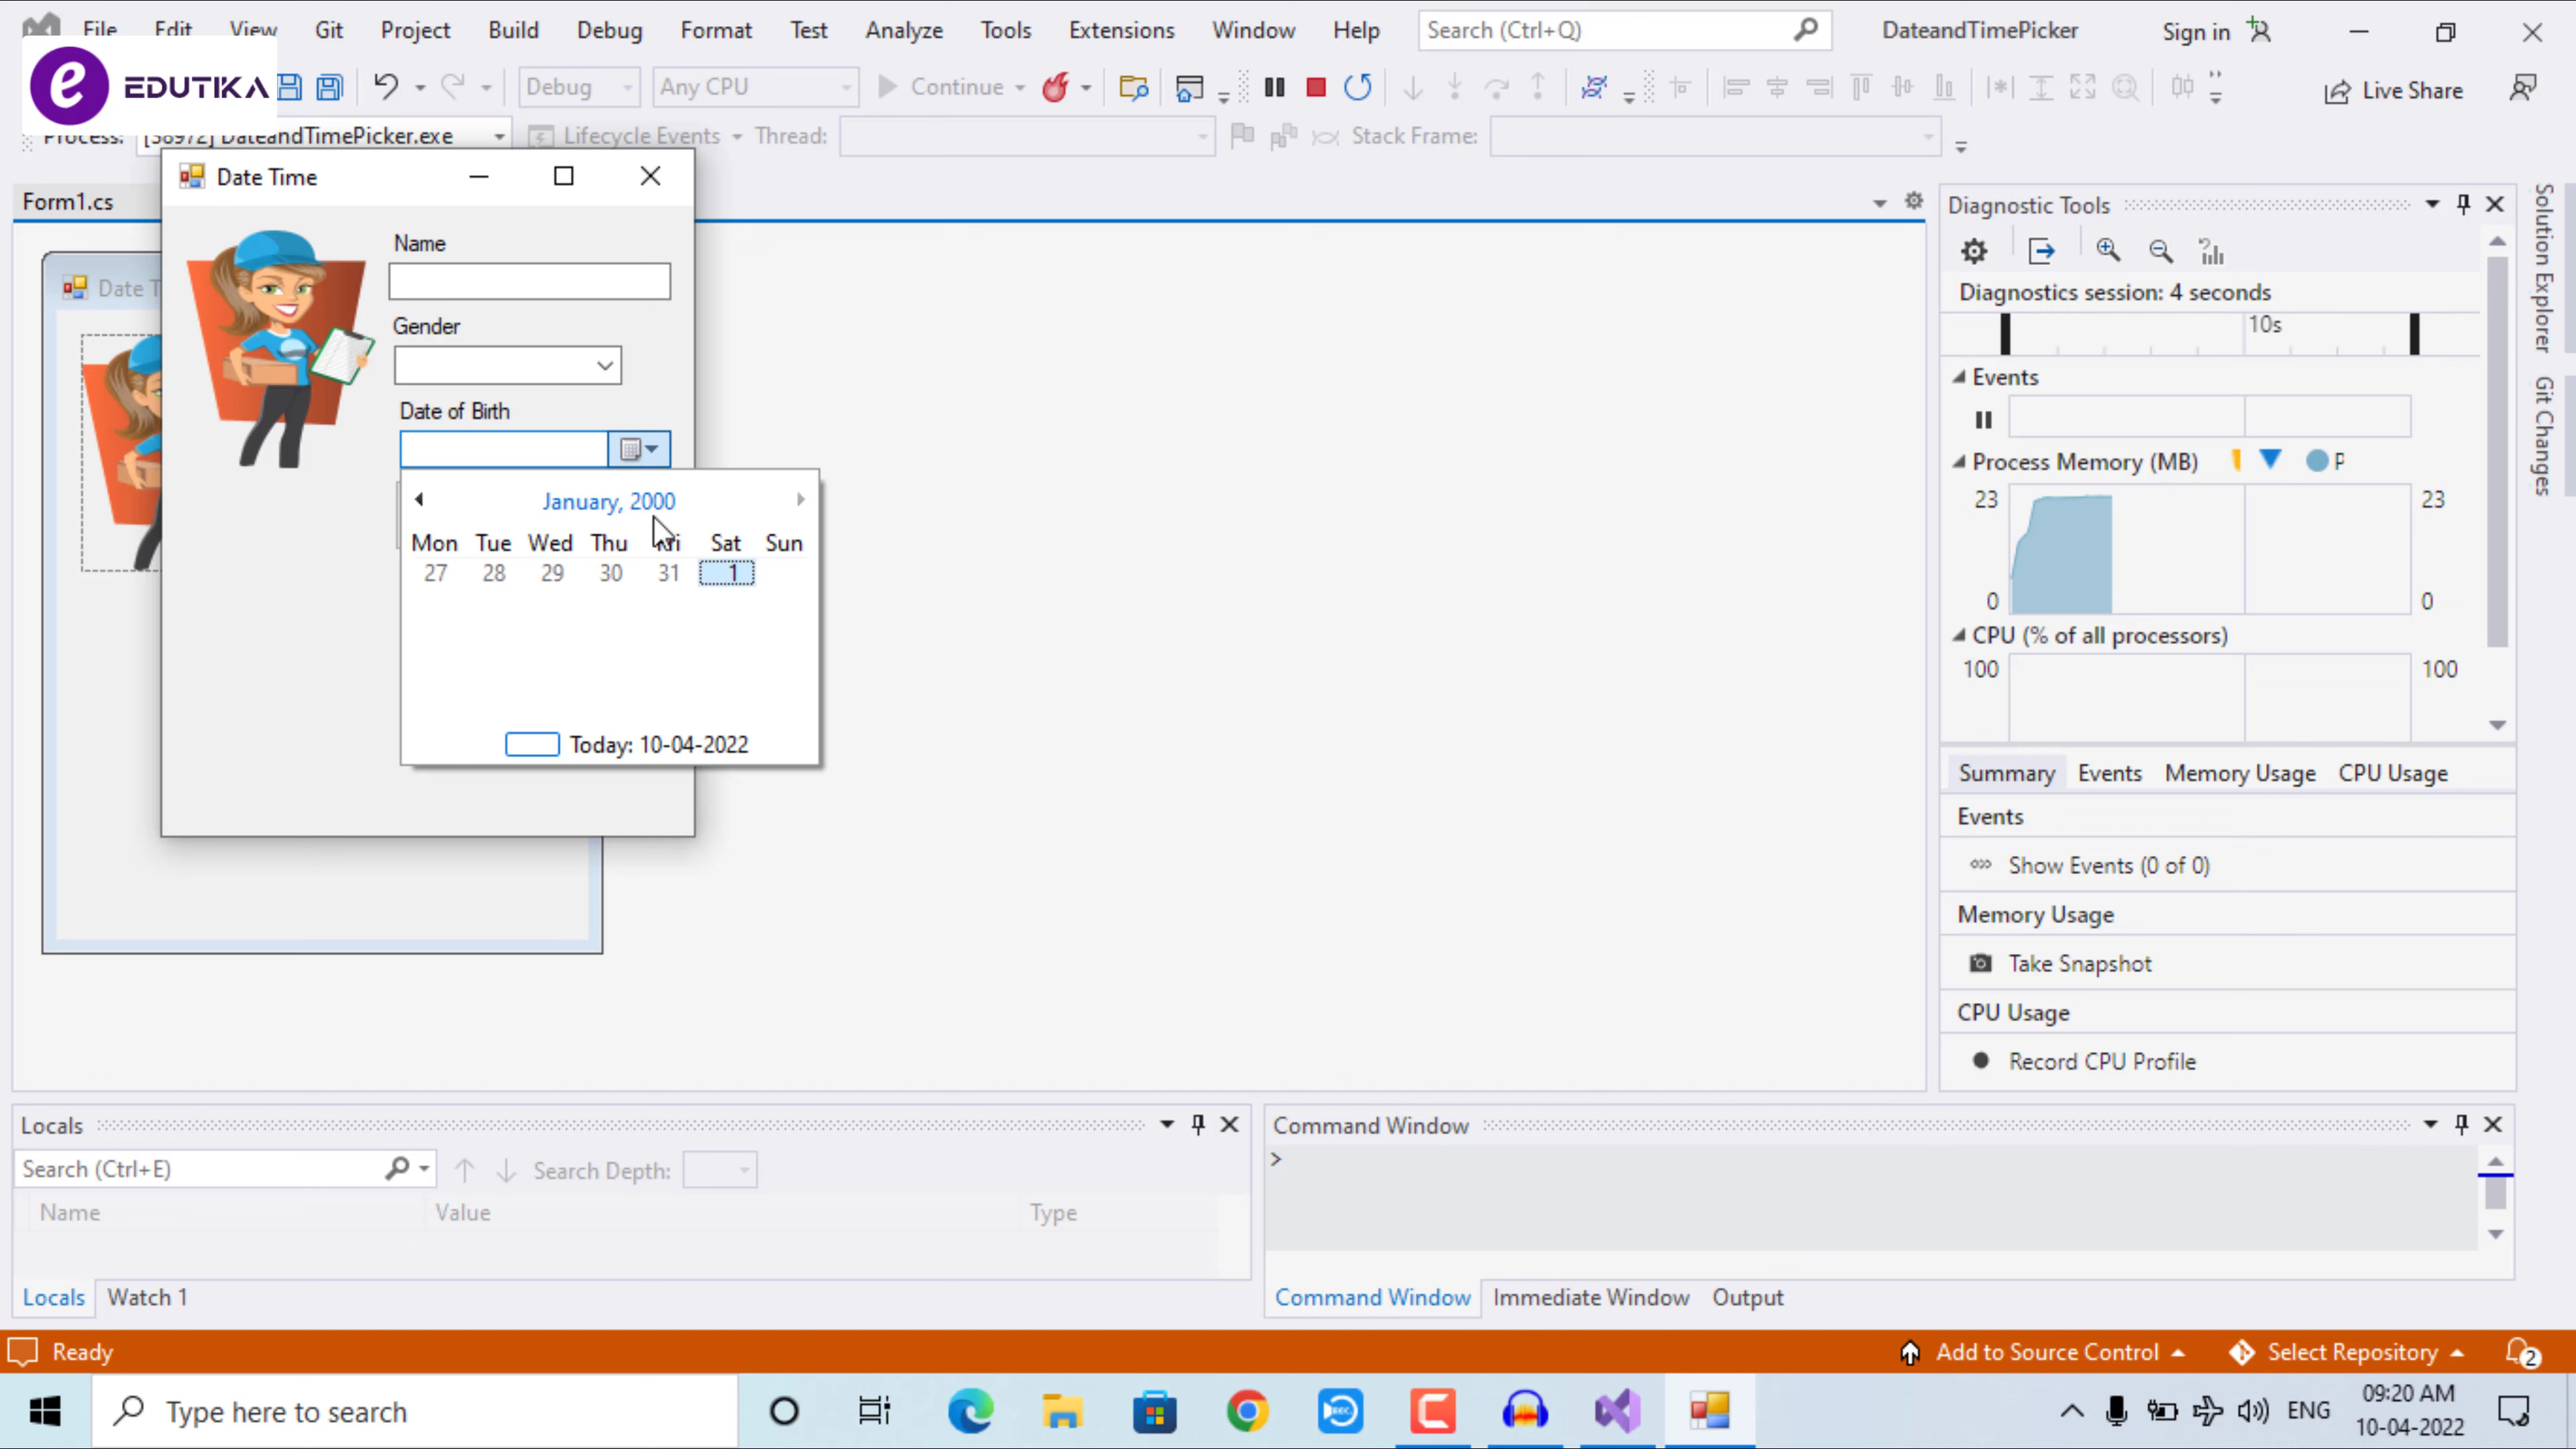 File Edit View Git Project Build Debug Format Test Analyze Tools Extensions Window Help Search (Ctrl+Q) DateandTimePicker Sign in
e EDUTIKA Debug Any CPU Continue Live Share
Process: [38972] DateandTimePicker.exe Lifecycle Events Thread: Stack Frame:
Form1.cs
Date T
Date Time
Name
Gender
Date of Birth
January, 2000
Mon Tue Wed Thu Fri Sat Sun
27 28 29 30 31 1
Today: 10-04-2022
Diagnostic Tools
Diagnostics session: 4 seconds
10s
Events
Process Memory (MB) P
23 23
0 0
CPU (% of all processors)
100 100
Summary Events Memory Usage CPU Usage
Events
Show Events (0 of 0)
Memory Usage
Take Snapshot
CPU Usage
Record CPU Profile
Solution Explorer
Git Changes
Locals
Search (Ctrl+E) Search Depth:
Name Value Type
Locals Watch 1
Command Window
>
Command Window Immediate Window Output
Ready Add to Source Control Select Repository 2
Type here to search
REC
ENG
09:20 AM
10-04-2022